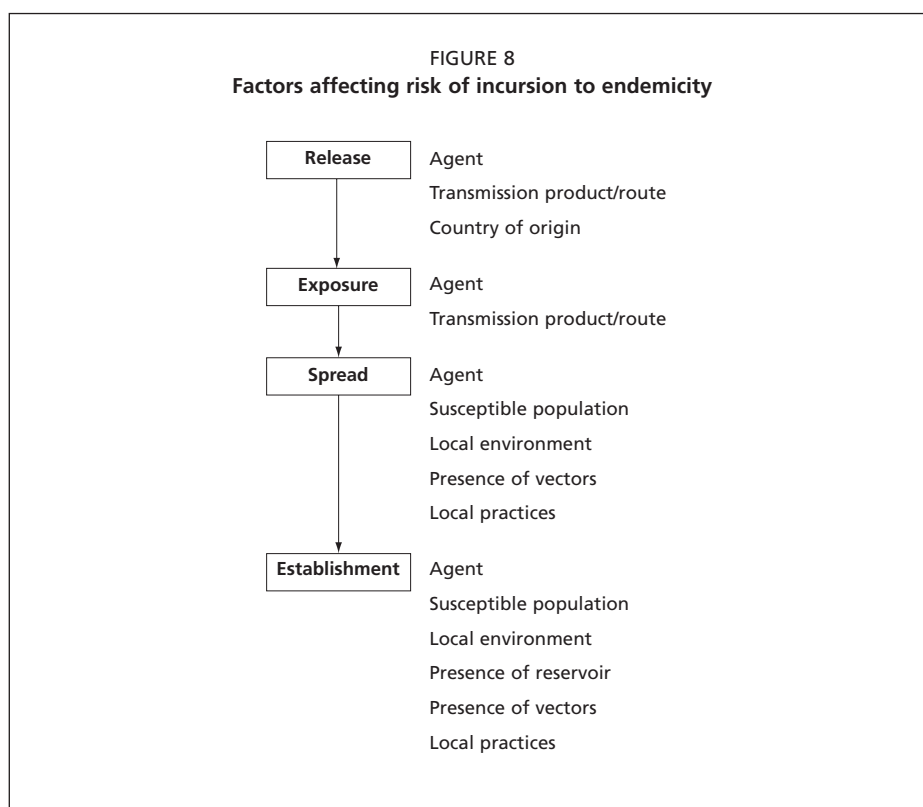 FIGURE 8
Factors affecting risk of incursion to endemicity
Release
Agent
Transmission product/route
Country of origin
Exposure
Agent
Transmission product/route
Spread
Agent
Susceptible population
Local environment
Presence of vectors
Local practices
Establishment
Agent
Susceptible population
Local environment
Presence of reservoir
Presence of vectors
Local practices